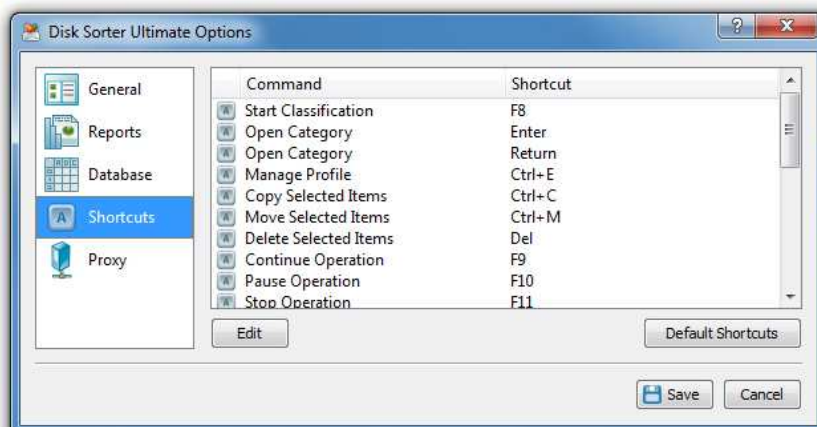 Disk Sorter Ultimate Options
?
General
Reports
Database
Shortcuts
Proxy
Command Shortcut
Start Classification F8
Open Category Enter
Open Category Return
Manage Profile Ctrl+E
Copy Selected Items Ctrl+C
Move Selected Items Ctrl+M
Delete Selected Items Del
Continue Operation F9
Pause Operation F10
Stop Operation F11
Edit Default Shortcuts
Save Cancel